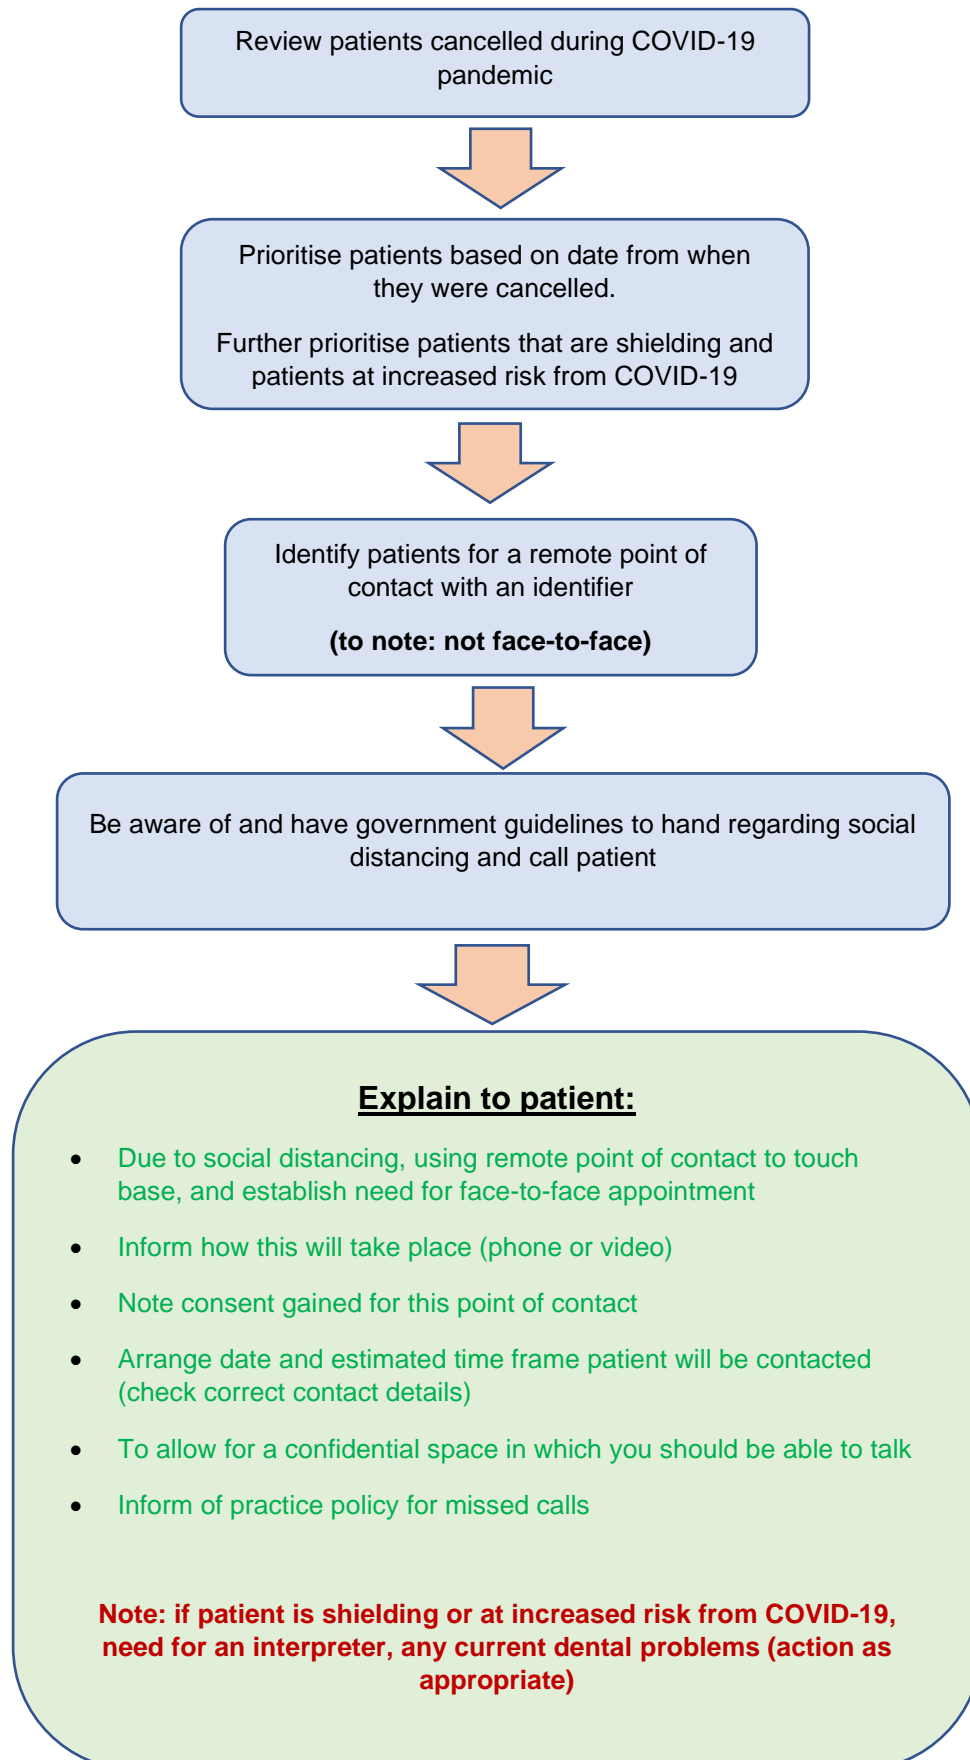 Review patients cancelled during COVID-19
pandemic
Prioritise patients based on date from when
they were cancelled.
Further prioritise patients that are shielding and
patients at increased risk from COVID-19
Identify patients for a remote point of
contact with an identifier
(to note: not face-to-face)
Be aware of and have government guidelines to hand regarding social
distancing and call patient
Explain to patient:
• Due to social distancing, using remote point of contact to touch
base, and establish need for face-to-face appointment
• Inform how this will take place (phone or video)
• Note consent gained for this point of contact
• Arrange date and estimated time frame patient will be contacted
(check correct contact details)
• To allow for a confidential space in which you should be able to talk
• Inform of practice policy for missed calls
Note: if patient is shielding or at increased risk from COVID-19,
need for an interpreter, any current dental problems (action as
appropriate)